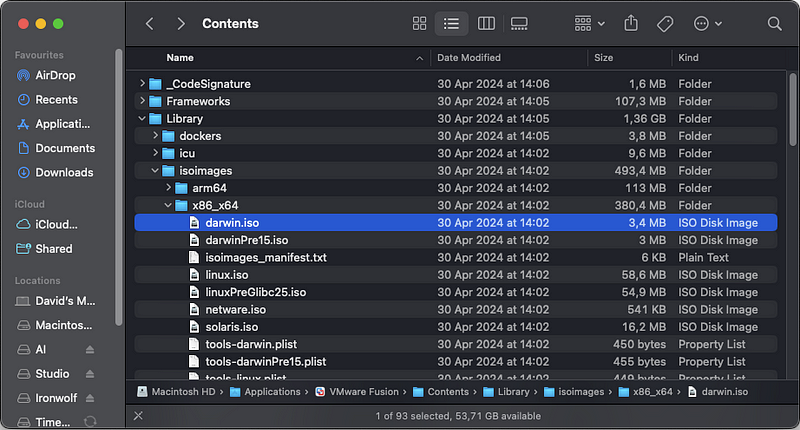 Contents
Favourites
AirDrop
Recents
Applicati...
Documents
Downloads
iCloud
iCloud...
Shared
Locations
David's M...
Macintos...
AI
Studio
Ironwolf
Time...
Name Date Modified Size Kind
_CodeSignature 30 Apr 2024 at 14:06 1,6 MB Folder
Frameworks 30 Apr 2024 at 14:05 107,3 MB Folder
Library 30 Apr 2024 at 14:05 1,36 GB Folder
dockers 30 Apr 2024 at 14:05 3,8 MB Folder
icu 30 Apr 2024 at 14:02 9,6 MB Folder
isoimages 30 Apr 2024 at 14:02 493,4 MB Folder
arm64 30 Apr 2024 at 14:02 113 MB Folder
x86_x64 30 Apr 2024 at 14:02 380,4 MB Folder
darwin.iso 30 Apr 2024 at 14:02 3,4 MB ISO Disk Image
darwinPre15.iso 30 Apr 2024 at 14:02 3 MB ISO Disk Image
isoimages_manifest.txt 30 Apr 2024 at 14:02 6 KB Plain Text
linux.iso 30 Apr 2024 at 14:02 58,6 MB ISO Disk Image
linuxPreGlibc25.iso 30 Apr 2024 at 14:02 54,9 MB ISO Disk Image
netware.iso 30 Apr 2024 at 14:02 541 KB ISO Disk Image
solaris.iso 30 Apr 2024 at 14:02 16,2 MB ISO Disk Image
tools-darwin.plist 30 Apr 2024 at 14:02 450 bytes Property List
tools-darwinPre15.plist 30 Apr 2024 at 14:02 455 bytes Property List
tools-linux.plist 30 Apr 2024 at 14:02 449 bytes Property List
Macintosh HD Applications VMware Fusion Contents Library isoimages x86_x64 darwin.iso
1 of 93 selected, 53,71 GB available